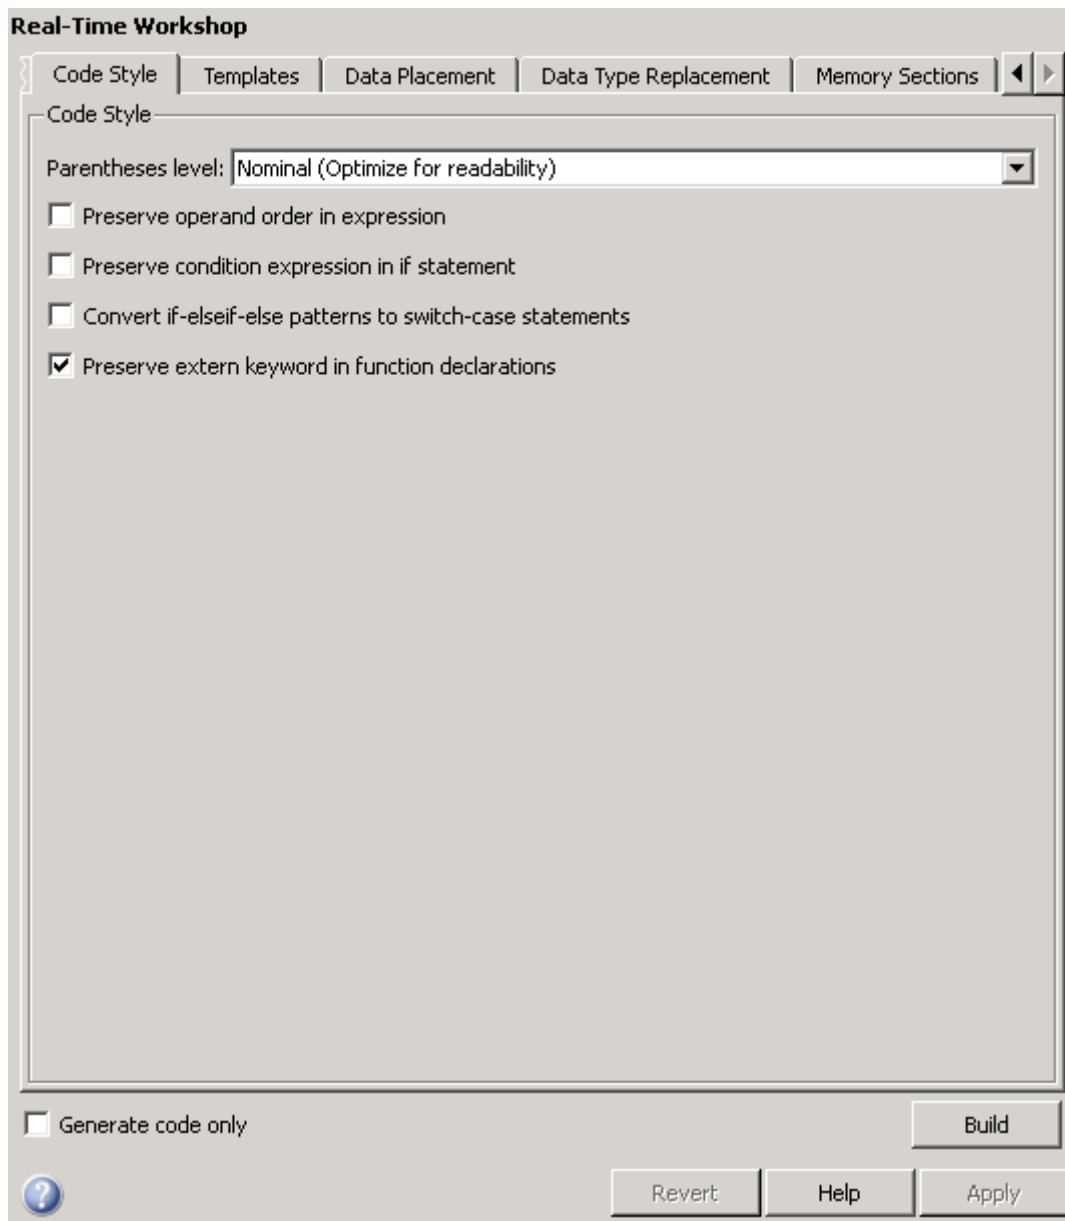 Real-Time Workshop
Code Style Templates Data Placement Data Type Replacement Memory Sections
Code Style
Parentheses level: Nominal (Optimize for readability)
Preserve operand order in expression
Preserve condition expression in if statement
Convert if-elseif-else patterns to switch-case statements
Preserve extern keyword in function declarations
Generate code only Build
? Revert Help Apply